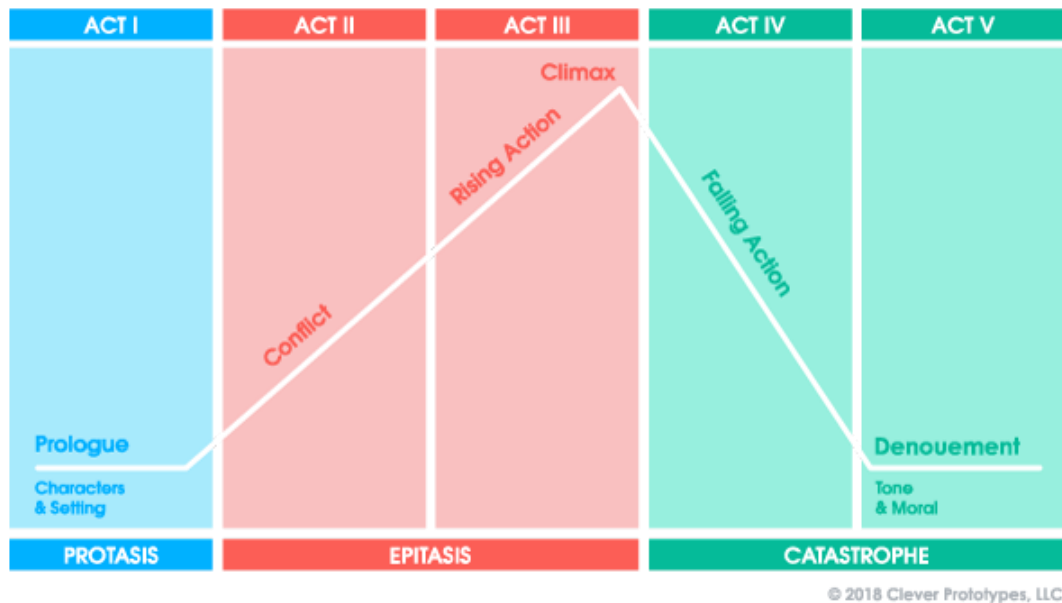 ACT I
ACT II
ACT III
ACT IV
ACT V
Climax
Rising Action
Falling Action
Conflict
Prologue
Characters
& Setting
Denouement
Tone
& Moral
PROTASIS
EPITASIS
CATASTROPHE
© 2018 Clever Prototypes, LLC